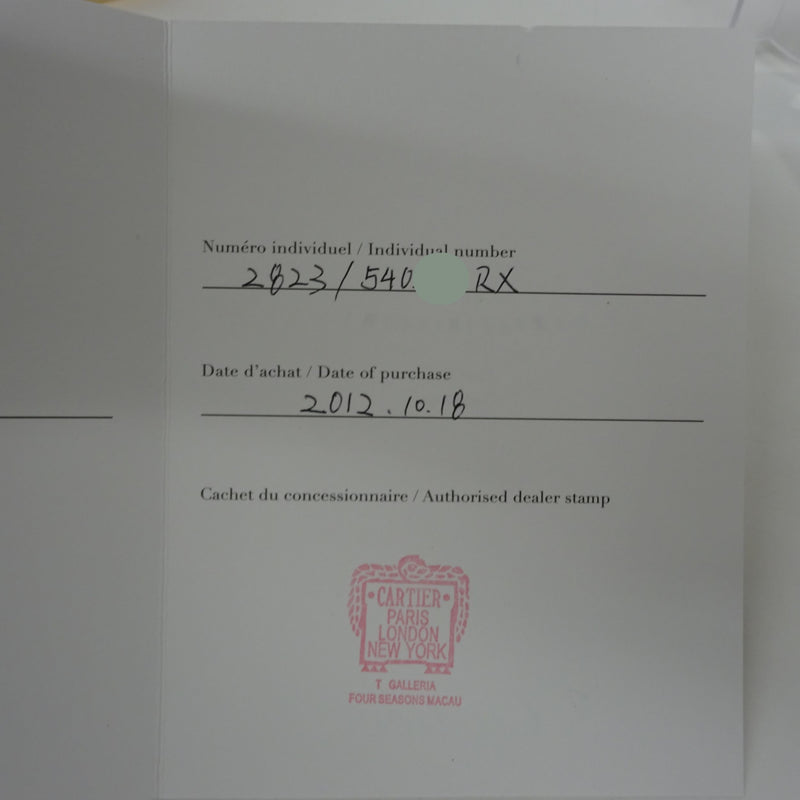 Numéro individuel / Individual number
2823/540 RX
Date d'achat / Date of purchase
2012.10.18
Cachet du concessionnaire / Authorised dealer stamp
CARTIER
PARIS
LONDON
NEW YORK
T GALLERIA
FOUR SEASONS MACAU